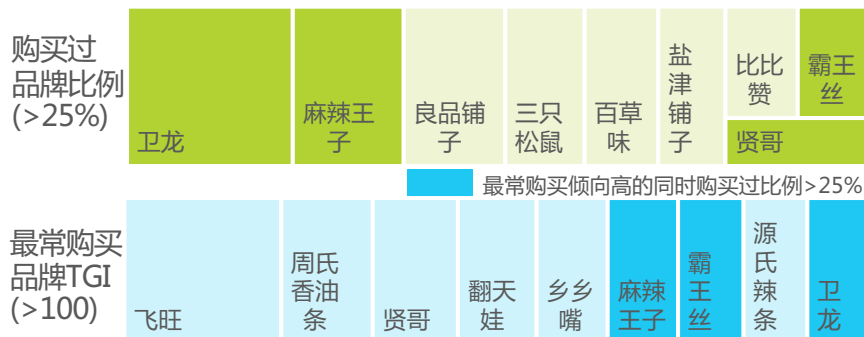 购买过
品牌比例
(>25%)
卫龙
麻辣王
子
良品铺
子
三只
松鼠
百草
味
盐
津
铺
子
比比
赞
霸王
丝
贤哥
最常购买倾向高的同时购买过比例>25%
最常购买
品牌TGI
(>100)
飞旺
周氏
香油
条
贤哥
翻天
娃
乡乡
嘴
麻辣
王子
霸
王
丝
源
氏
辣
条
卫
龙